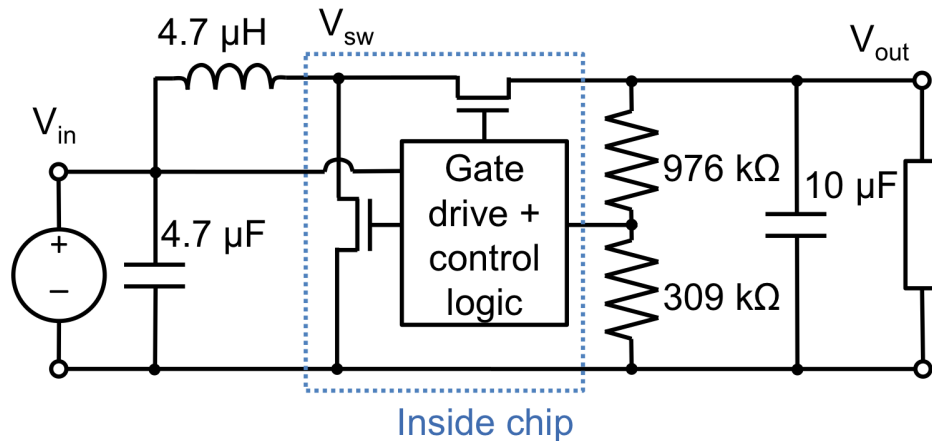 4.7 µH
V_sw
V_out
V_in
+
–
4.7 µF
Gate
drive +
control
logic
976 kΩ
309 kΩ
10 µF
Inside chip